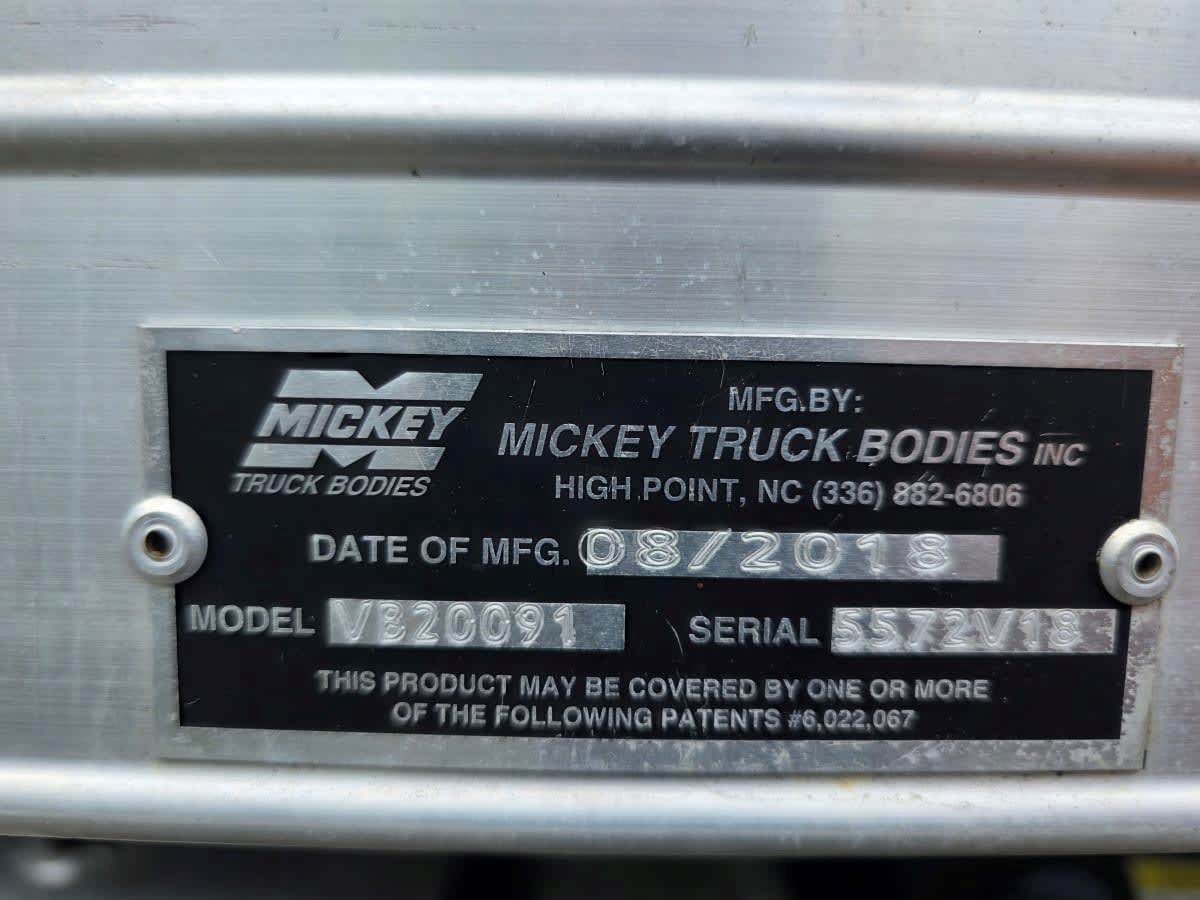 MICKEY
TRUCK BODIES
MFG.BY:
MICKEY TRUCK BODIES INC
HIGH POINT, NC (336) 882-6806
DATE OF MFG. 08/2018
MODEL VB20091 SERIAL 5572V18
THIS PRODUCT MAY BE COVERED BY ONE OR MORE
OF THE FOLLOWING PATENTS #6,022,067